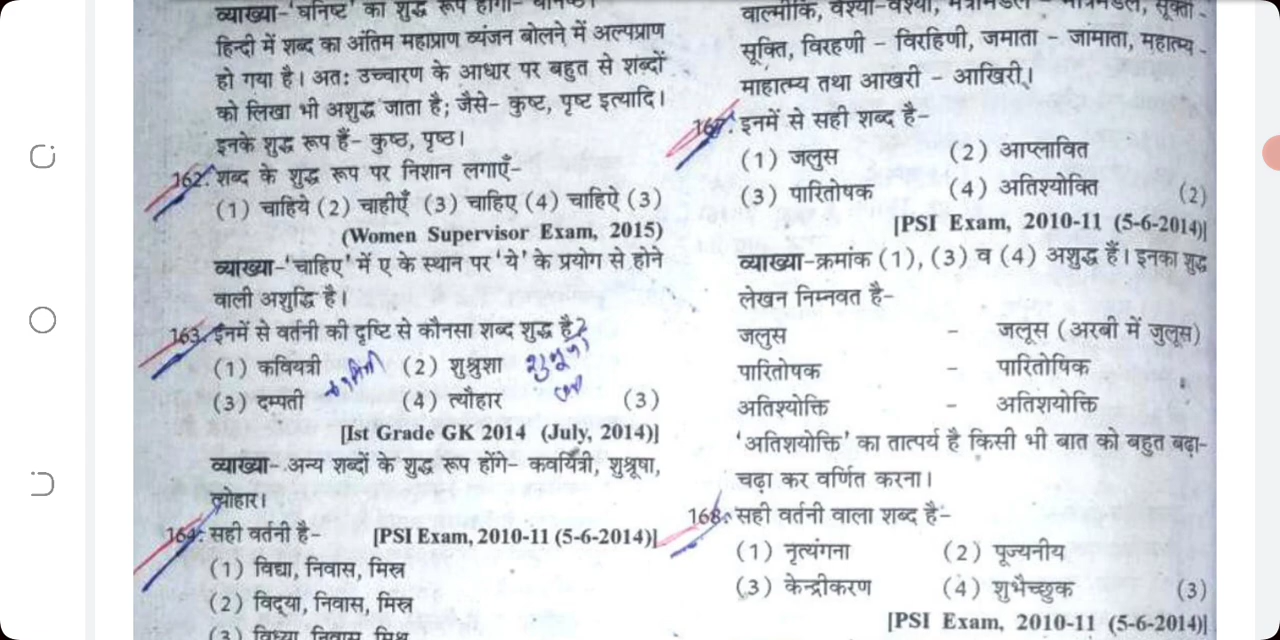 व्याख्या-'घनिष्ट' का शुद्ध रूप होगा-
हिन्दी में शब्द का अंतिम महाप्राण व्यंजन बोलने में अल्पप्राण
हो गया है। अतः उच्चारण के आधार पर बहुत से शब्दों
को लिखा भी अशुद्ध जाता है; जैसे- कुष्ट, पृष्ट इत्यादि।
इनके शुद्ध रूप हैं- कुष्ठ, पृष्ठ।
162. शब्द के शुद्ध रूप पर निशान लगाएँ-
(1) चाहिये (2) चाहीएँ (3) चाहिए (4) चाहिऐ (3)
(Women Supervisor Exam, 2015)
व्याख्या-'चाहिए' में ए के स्थान पर 'ये' के प्रयोग से होने
वाली अशुद्धि है।
163. इनमें से वर्तनी की दृष्टि से कौनसा शब्द शुद्ध है?
(1) कवियत्री (2) शुश्रुशा
(3) दम्पती (4) त्यौहार (3)
[Ist Grade GK 2014 (July, 2014)]
व्याख्या- अन्य शब्दों के शुद्ध रूप होंगे- कवयित्री, शुश्रूषा,
त्योहार।
164. सही वर्तनी है- [PSI Exam, 2010-11 (5-6-2014)]
(1) विद्या, निवास, मिस्र
(2) विद्‌या, निवास, मिस्त्र
(3) विध्या, निवास, मिश्र
वाल्मीकि, वेश्या-वैश्या, मंत्रीमंडल - मंत्रिमंडल, सूक्ती -
सूक्ति, विरहणी - विरहिणी, जमाता - जामाता, महात्म्य -
माहात्म्य तथा आखरी - आखिरी।
167. इनमें से सही शब्द है-
(1) जलुस (2) आप्लावित
(3) पारितोषक (4) अतिश्योक्ति (2)
[PSI Exam, 2010-11 (5-6-2014)]
व्याख्या-क्रमांक (1), (3) व (4) अशुद्ध हैं। इनका शुद्ध
लेखन निम्नवत है-
जलुस - जलूस (अरबी में जुलूस)
पारितोषक - पारितोषिक
अतिश्योक्ति - अतिशयोक्ति
'अतिशयोक्ति' का तात्पर्य है किसी भी बात को बहुत बढ़ा-
चढ़ा कर वर्णित करना।
168. सही वर्तनी वाला शब्द है-
(1) नृत्यंगना (2) पूज्यनीय
(3) केन्द्रीकरण (4) शुभैच्छुक (3)
[PSI Exam, 2010-11 (5-6-2014)]